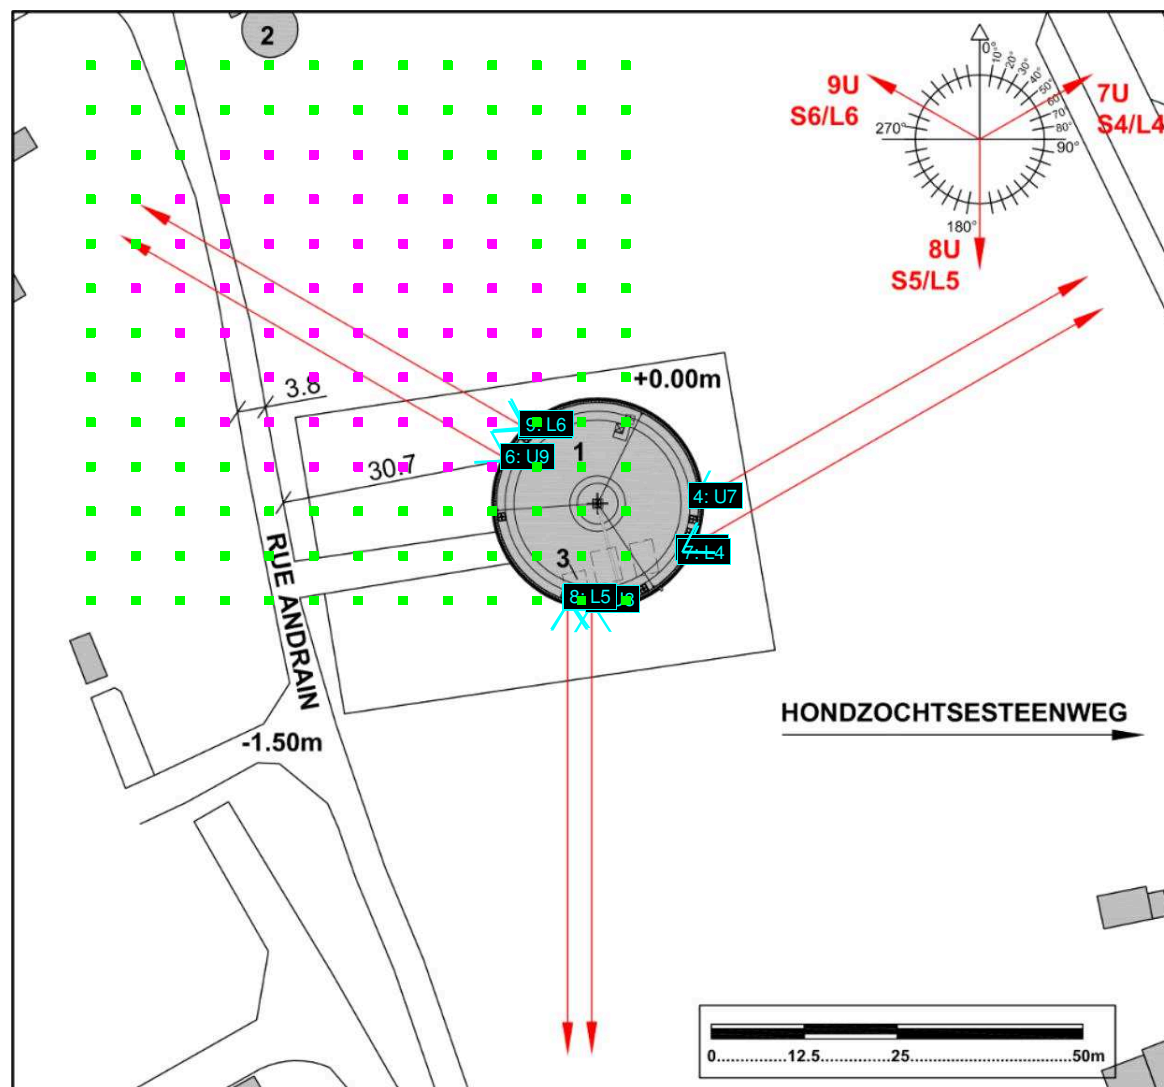 2
0°
10°
20°
30°
40°
50°
60°
70°
80°
90°
180°
270°
9U
S6/L6
7U
S4/L4
8U
S5/L5
3.8
+0.00m
9: L6
6: U9
1
30.7
4: U7
7: L4
3
8: L5
RUE ANDRAIN
-1.50m
HONDZOCHTSESTEENWEG
0..............12.5..............25..................................50m